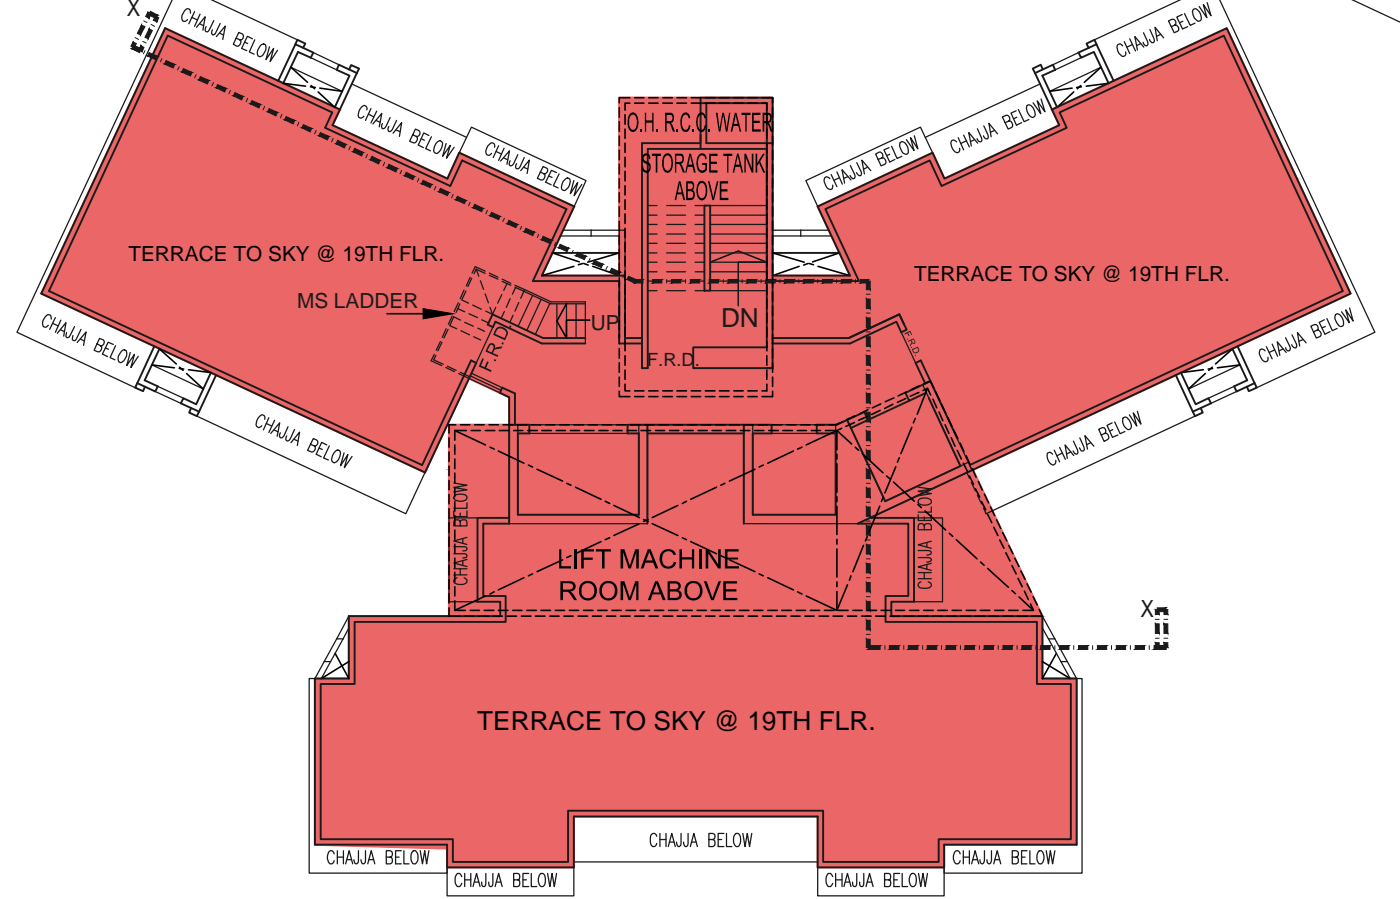 X
CHAJJA BELOW
CHAJJA BELOW
CHAJJA BELOW
CHAJJA BELOW
CHAJJA BELOW
CHAJJA BELOW
O.H. R.C.C. WATER
STORAGE TANK
ABOVE
TERRACE TO SKY @ 19TH FLR.
TERRACE TO SKY @ 19TH FLR.
MS LADDER
UP
DN
F.R.D.
F.R.D.
F.R.D.
CHAJJA BELOW
CHAJJA BELOW
CHAJJA BELOW
CHAJJA BELOW
CHAJJA BELOW
CHAJJA BELOW
LIFT MACHINE
ROOM ABOVE
X
TERRACE TO SKY @ 19TH FLR.
CHAJJA BELOW
CHAJJA BELOW
CHAJJA BELOW
CHAJJA BELOW
CHAJJA BELOW